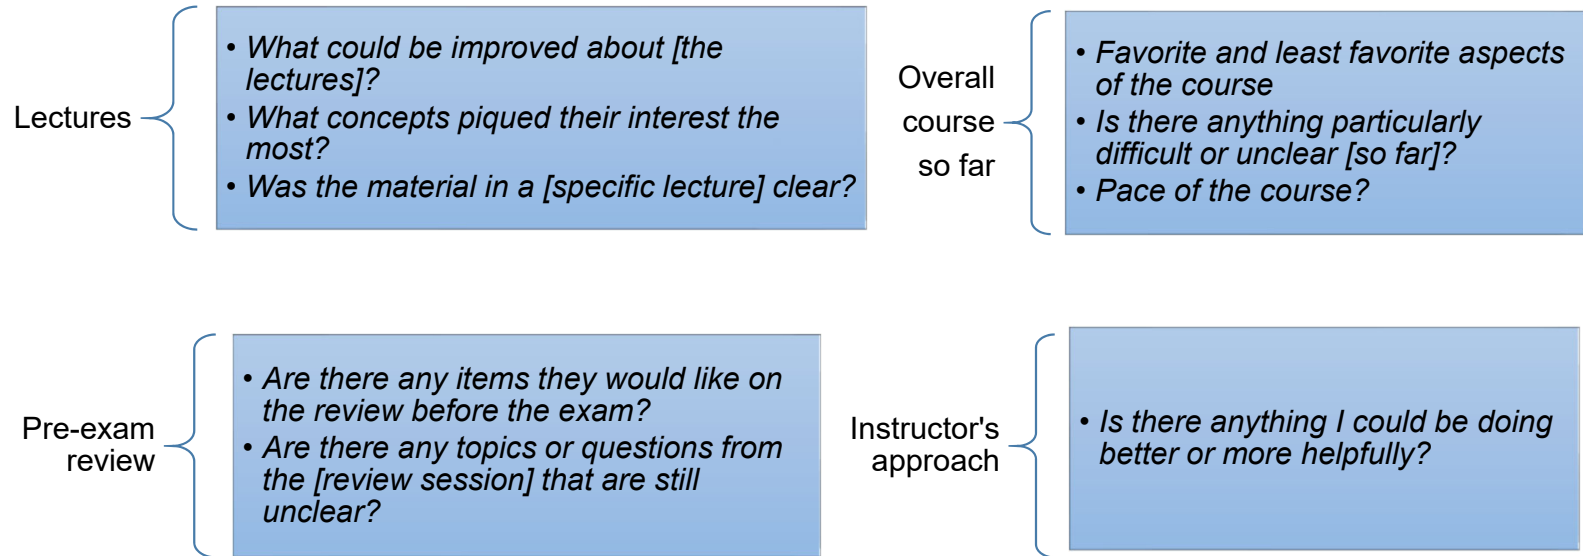 Lectures
• What could be improved about [the
lectures]?
• What concepts piqued their interest the
most?
• Was the material in a [specific lecture] clear?
Overall
course
so far
• Favorite and least favorite aspects
of the course
• Is there anything particularly
difficult or unclear [so far]?
• Pace of the course?
Pre-exam
review
• Are there any items they would like on
the review before the exam?
• Are there any topics or questions from
the [review session] that are still
unclear?
Instructor's
approach
• Is there anything I could be doing
better or more helpfully?